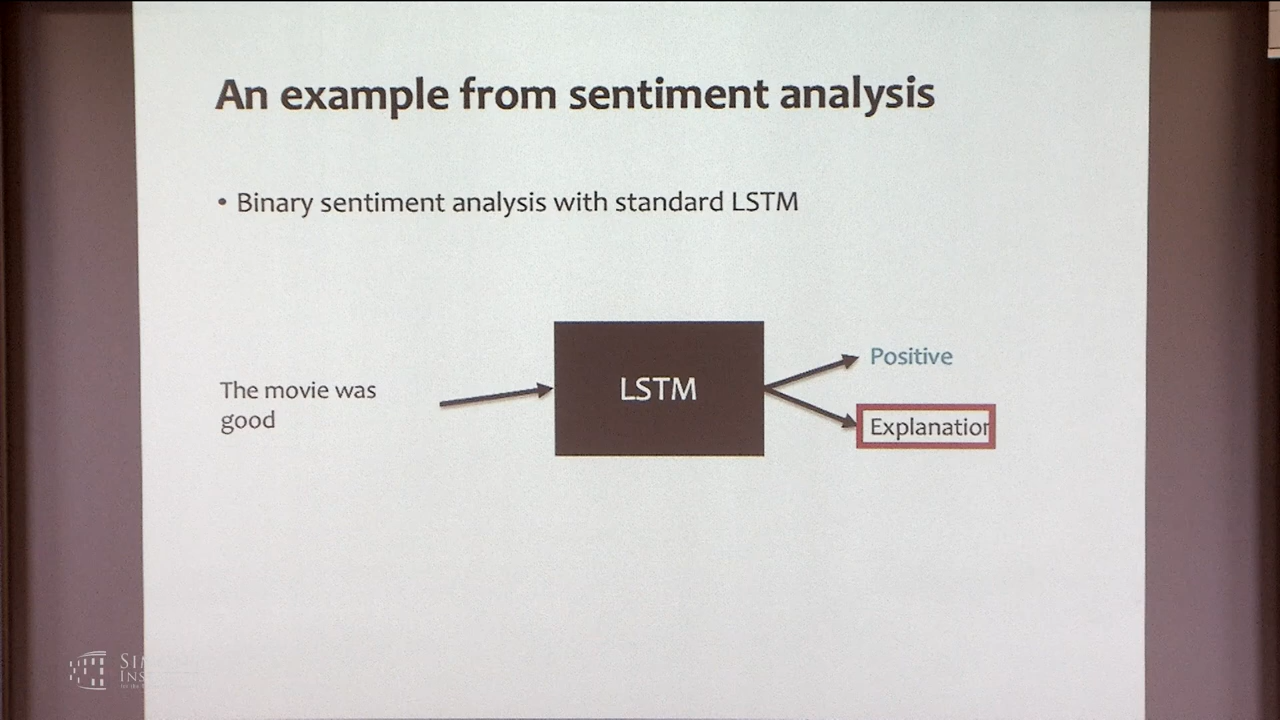 An example from sentiment analysis
• Binary sentiment analysis with standard LSTM
The movie was
good
LSTM
Positive
Explanation